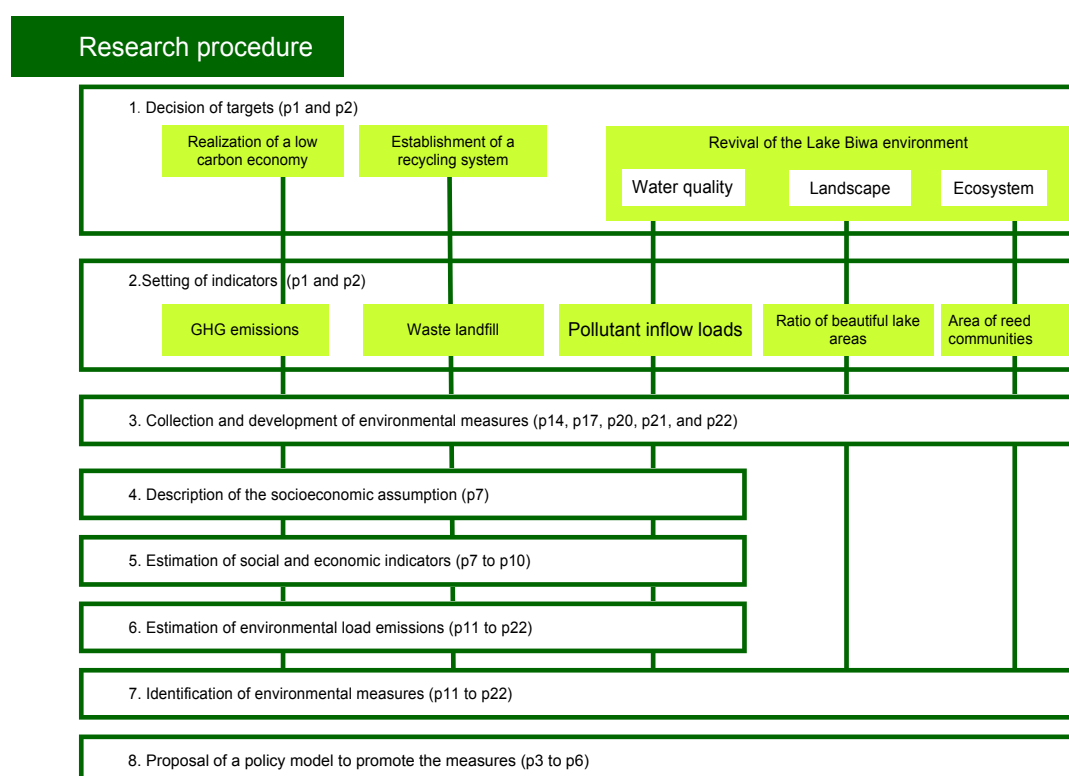 Research procedure
1. Decision of targets (p1 and p2)
Realization of a low
carbon economy
Establishment of a
recycling system
Revival of the Lake Biwa environment
Water quality
Landscape
Ecosystem
2.Setting of indicators (p1 and p2)
GHG emissions
Waste landfill
Pollutant inflow loads
Ratio of beautiful lake
areas
Area of reed
communities
3. Collection and development of environmental measures (p14, p17, p20, p21, and p22)
4. Description of the socioeconomic assumption (p7)
5. Estimation of social and economic indicators (p7 to p10)
6. Estimation of environmental load emissions (p11 to p22)
7. Identification of environmental measures (p11 to p22)
8. Proposal of a policy model to promote the measures (p3 to p6)